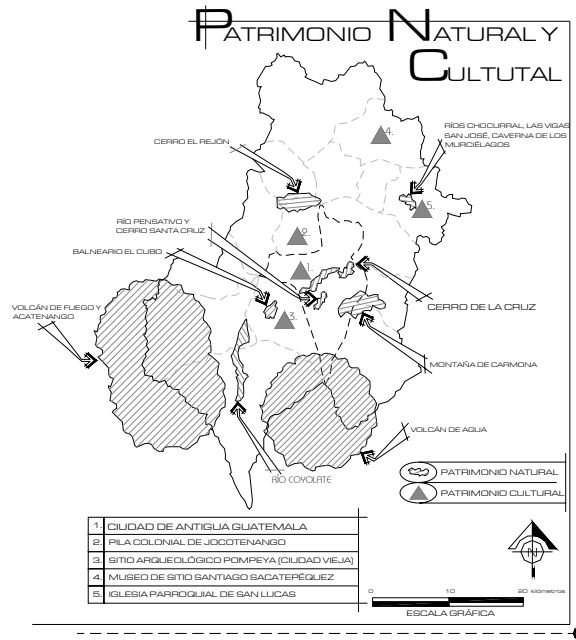 PATRIMONIO NATURAL Y
CULTUTAL
4.
RÍOS CHOCURRAL, LAS VIGAS
SAN JOSÉ, CAVERNA DE LOS
MURCIÉLAGOS
CERRO EL REJÓN
5.
RÍO PENSATIVO Y
CERRO SANTA CRUZ
2.
BALNEARIO EL CUBO
1.
VOLCÁN DE FUEGO Y
ACATENANGO
CERRO DE LA CRUZ
3.
MONTAÑA DE CARMONA
VOLCÁN DE AGUA
RÍO COYOLATE
PATRIMONIO NATURAL
PATRIMONIO CULTURAL
1. CIUDAD DE ANTIGUA GUATEMALA
2. PILA COLONIAL DE JOCOTENANGO
3. SITIO ARQUEOLÓGICO POMPEYA (CIUDAD VIEJA)
4. MUSEO DE SITIO SANTIAGO SACATEPÉQUEZ
5. IGLESIA PARROQUIAL DE SAN LUCAS
N
0 10 20 kilómetros
ESCALA GRÁFICA